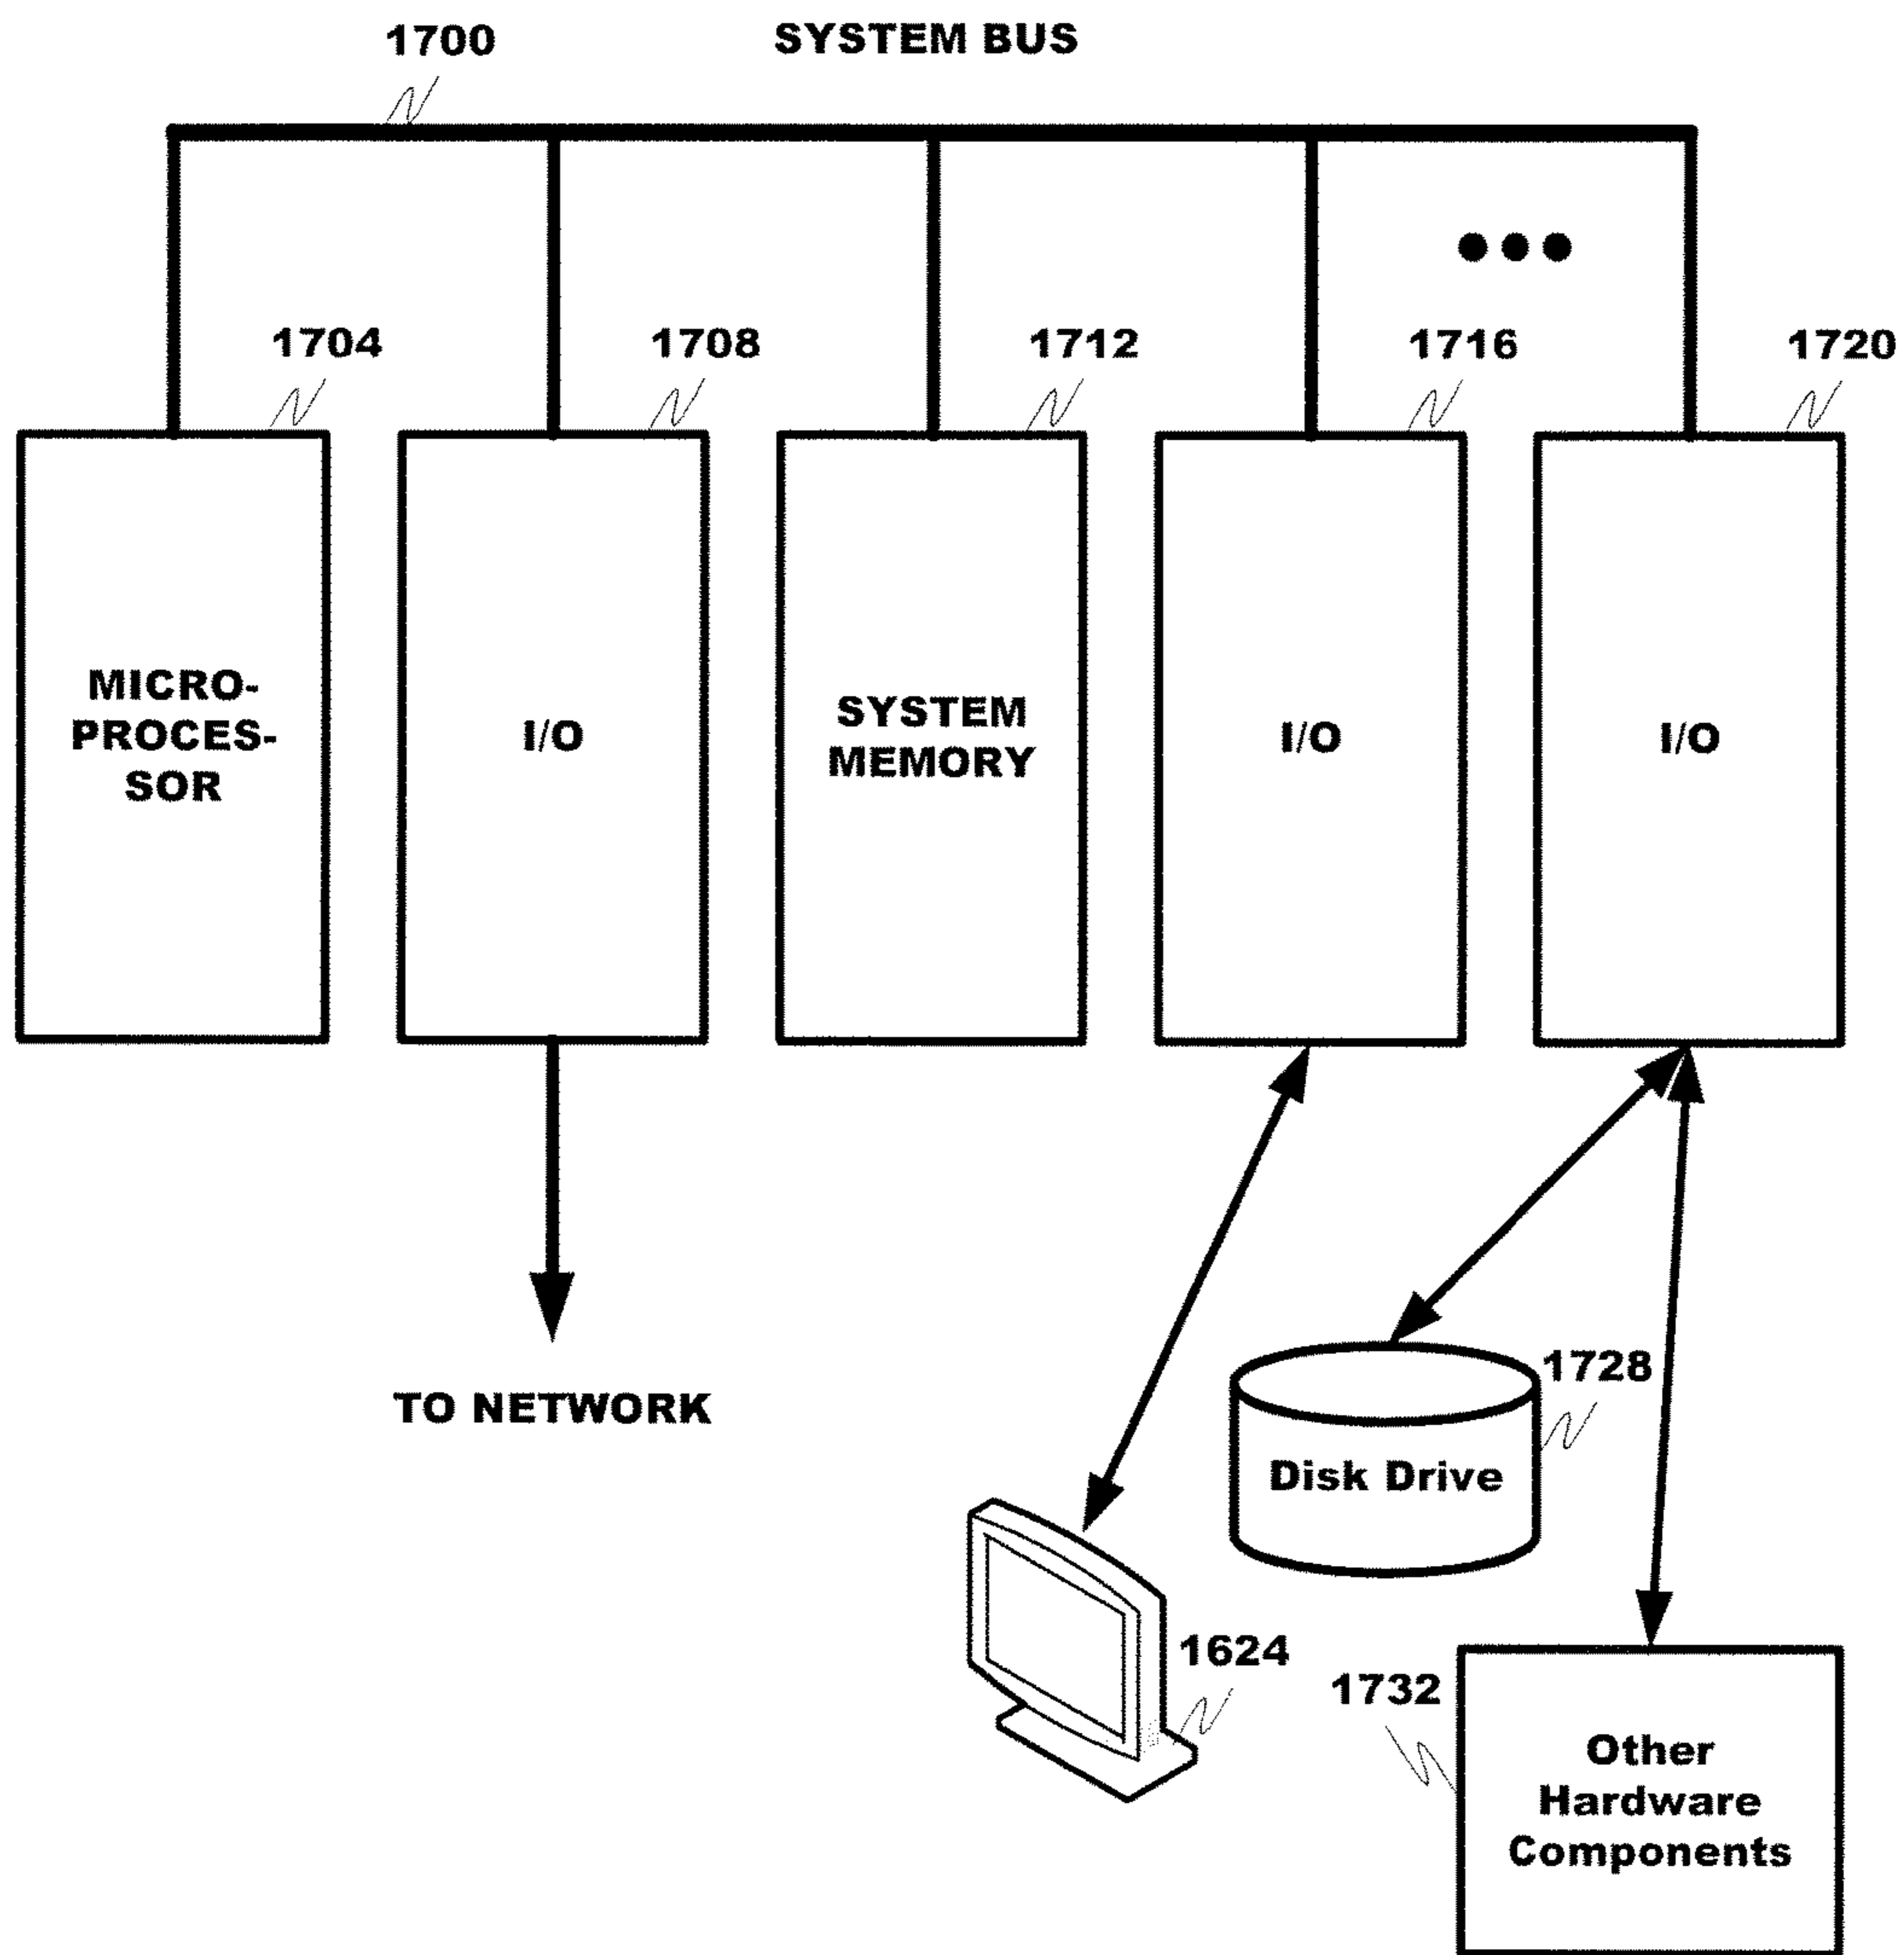 1700
SYSTEM BUS
1704
1708
1712
1716
1720
MICRO-
PROCES-
SOR
I/O
SYSTEM
MEMORY
I/O
I/O
TO NETWORK
1728
Disk Drive
1624
1732
Other
Hardware
Components